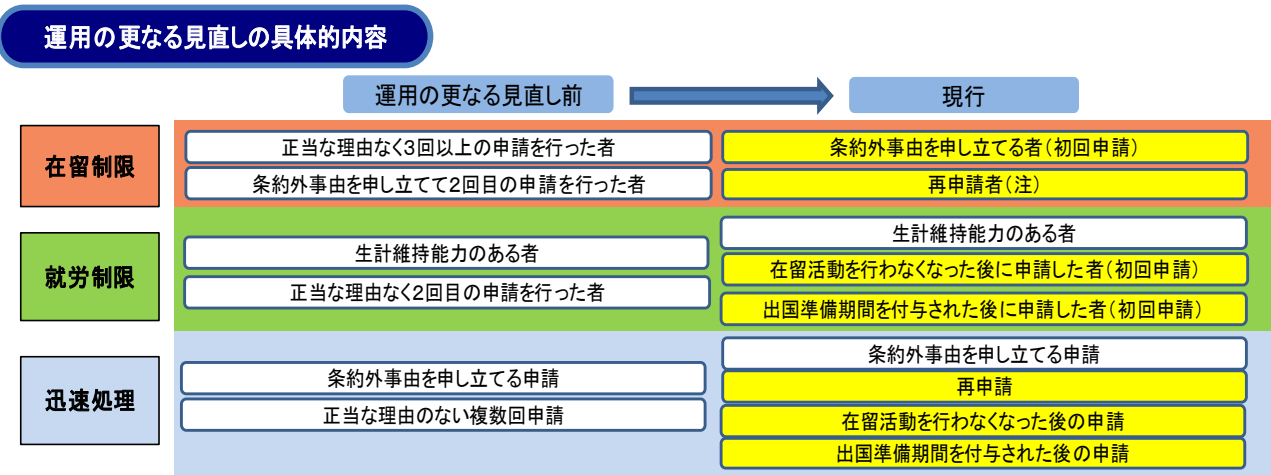 運用の更なる見直しの具体的内容
運用の更なる見直し前
現行
在留制限
正当な理由なく3回以上の申請を行った者
条約外事由を申し立てて2回目の申請を行った者
条約外事由を申し立てる者(初回申請)
再申請者(注)
就労制限
生計維持能力のある者
正当な理由なく2回目の申請を行った者
生計維持能力のある者
在留活動を行わなくなった後に申請した者(初回申請)
出国準備期間を付与された後に申請した者(初回申請)
迅速処理
条約外事由を申し立てる申請
正当な理由のない複数回申請
条約外事由を申し立てる申請
再申請
在留活動を行わなくなった後の申請
出国準備期間を付与された後の申請